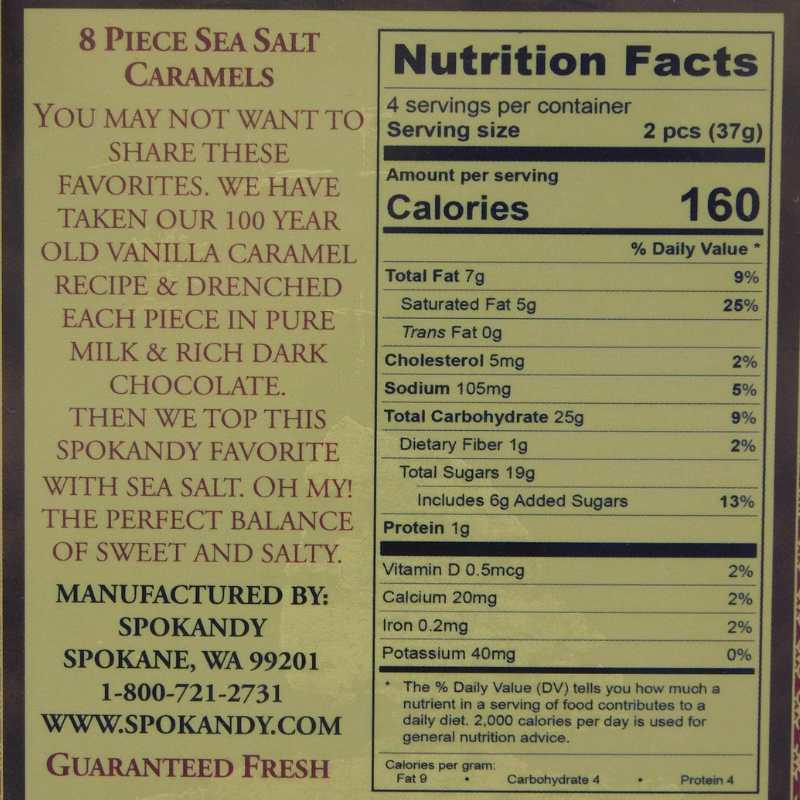 8 PIECE SEA SALT
CARAMELS
YOU MAY NOT WANT TO
SHARE THESE
FAVORITES. WE HAVE
TAKEN OUR 100 YEAR
OLD VANILLA CARAMEL
RECIPE & DRENCHED
EACH PIECE IN PURE
MILK & RICH DARK
CHOCOLATE.
THEN WE TOP THIS
SPOKANDY FAVORITE
WITH SEA SALT. OH MY!
THE PERFECT BALANCE
OF SWEET AND SALTY.
MANUFACTURED BY:
SPOKANDY
SPOKANE, WA 99201
1-800-721-2731
WWW.SPOKANDY.COM
GUARANTEED FRESH
Nutrition Facts
4 servings per container
Serving size 2 pcs (37g)
Amount per serving
Calories 160
% Daily Value *
Total Fat 7g 9%
Saturated Fat 5g 25%
Trans Fat 0g
Cholesterol 5mg 2%
Sodium 105mg 5%
Total Carbohydrate 25g 9%
Dietary Fiber 1g 2%
Total Sugars 19g
Includes 6g Added Sugars 13%
Protein 1g
Vitamin D 0.5mcg 2%
Calcium 20mg 2%
Iron 0.2mg 2%
Potassium 40mg 0%
* The % Daily Value (DV) tells you how much a
nutrient in a serving of food contributes to a
daily diet. 2,000 calories per day is used for
general nutrition advice.
Calories per gram:
Fat 9 • Carbohydrate 4 • Protein 4